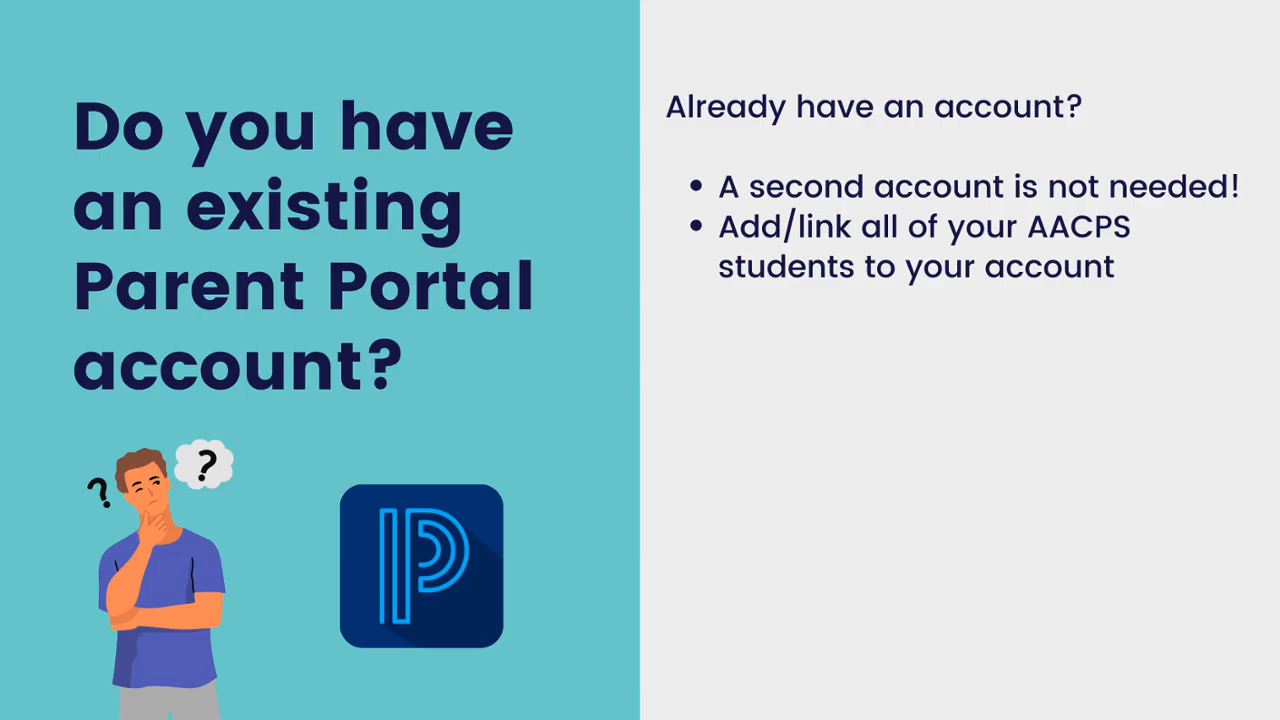 Do you have
an existing
Parent Portal
account?
?
?
P
Already have an account?
• A second account is not needed!
• Add/link all of your AACPS
students to your account